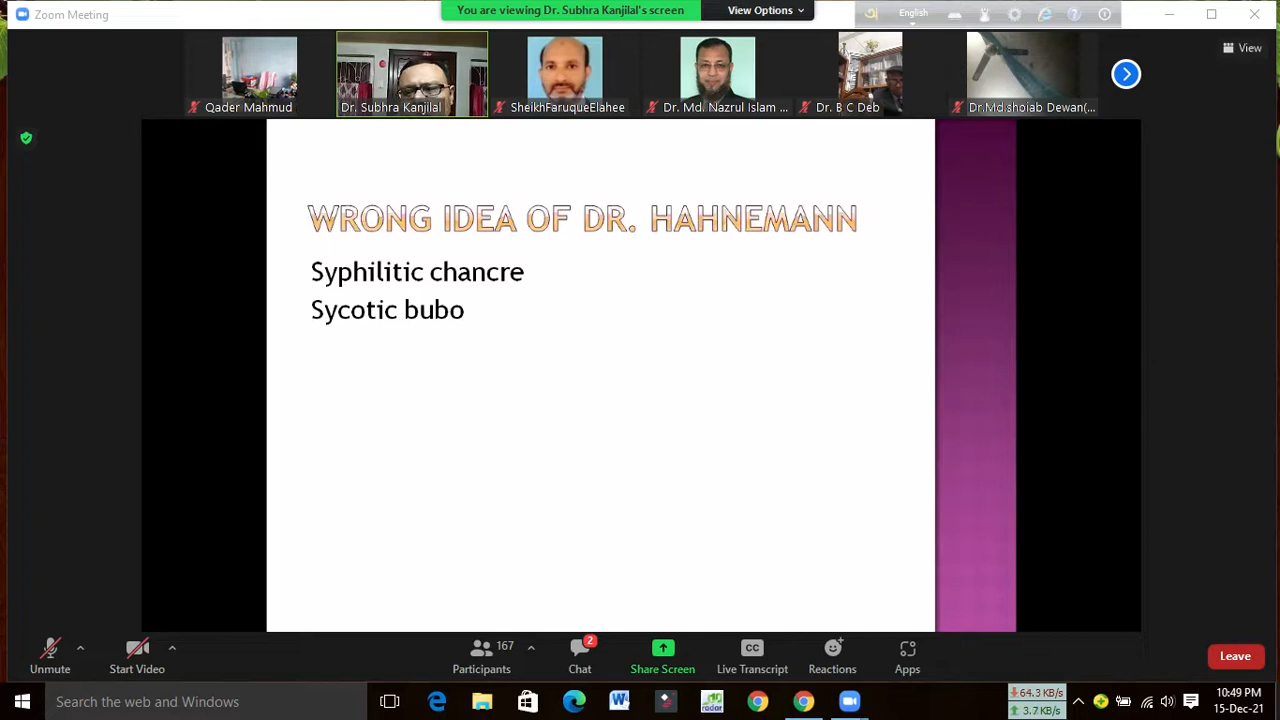 Zoom Meeting
You are viewing Dr. Subhra Kanjilal's screen
View Options
English
View
Qader Mahmud
Dr. Subhra Kanjilal
SheikhFaruqueElahee
Dr. Md. Nazrul Islam ...
Dr. B C Deb
Dr.Md.shoiab Dewan(...
WRONG IDEA OF DR. HAHNEMANN
Syphilitic chancre
Sycotic bubo
Unmute
Start Video
167
Participants
2
Chat
Share Screen
CC
Live Transcript
Reactions
Apps
Leave
Search the web and Windows
radar
64.3 KB/s
3.7 KB/s
10:49 PM
15-Dec-21